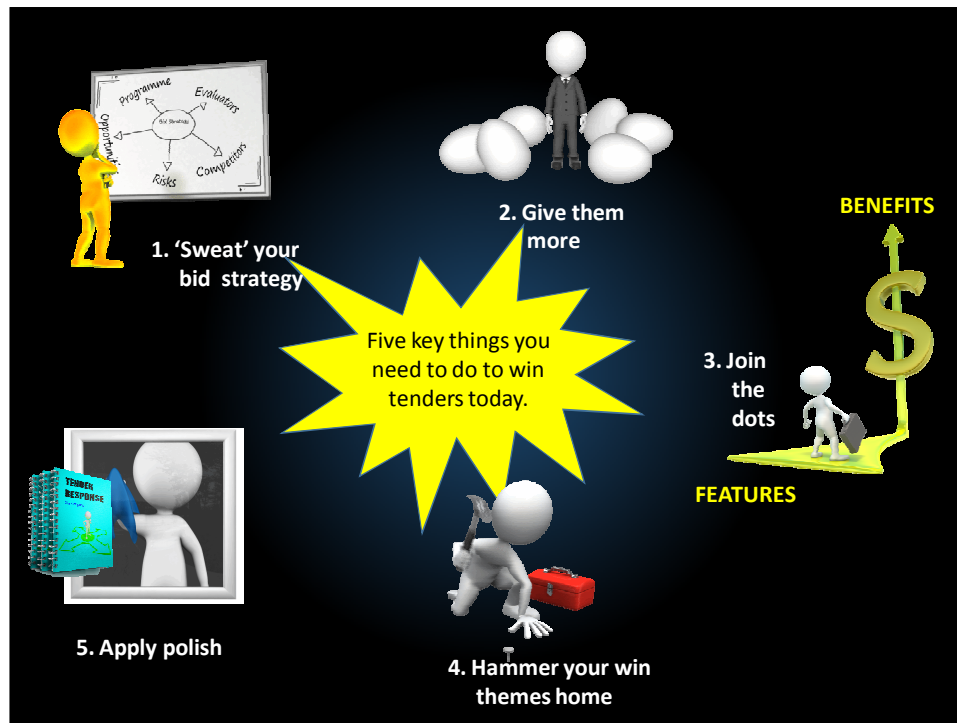 Programme
Evaluators
Bid Strategy
Competitors
Risks
1. ‘Sweat’ your
bid strategy
2. Give them
more
BENEFITS
Five key things you
need to do to win
tenders today.
3. Join
the
dots
FEATURES
TENDER
RESPONSE
4. Hammer your win
themes home
5. Apply polish